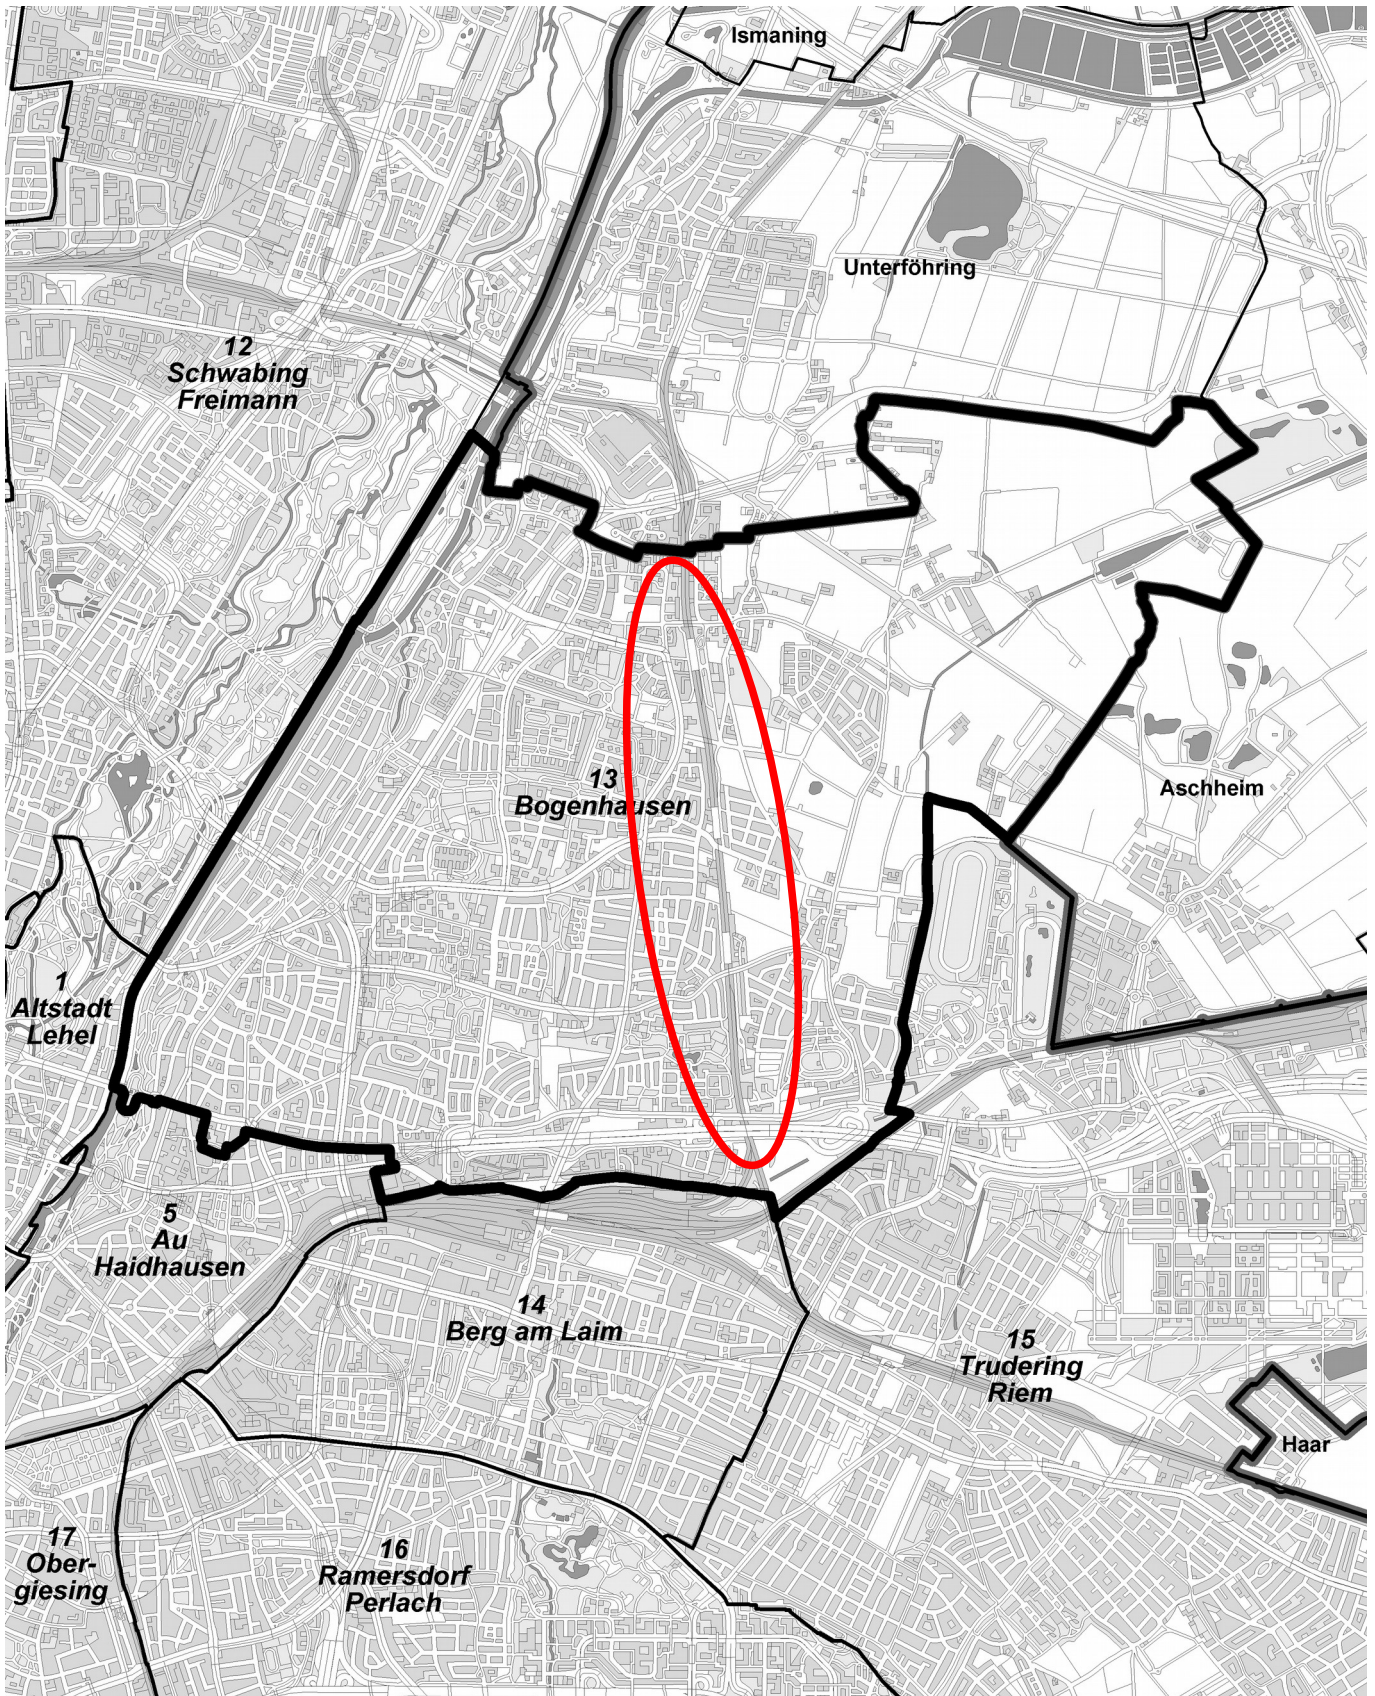 Ismaning
Unterföhring
12
Schwabing
Freimann
13
Bogenhausen
Aschheim
1
Altstadt
Lehel
5
Au
Haidhausen
14
Berg am Laim
15
Trudering
Riem
Haar
17
Ober-
giesing
16
Ramersdorf
Perlach